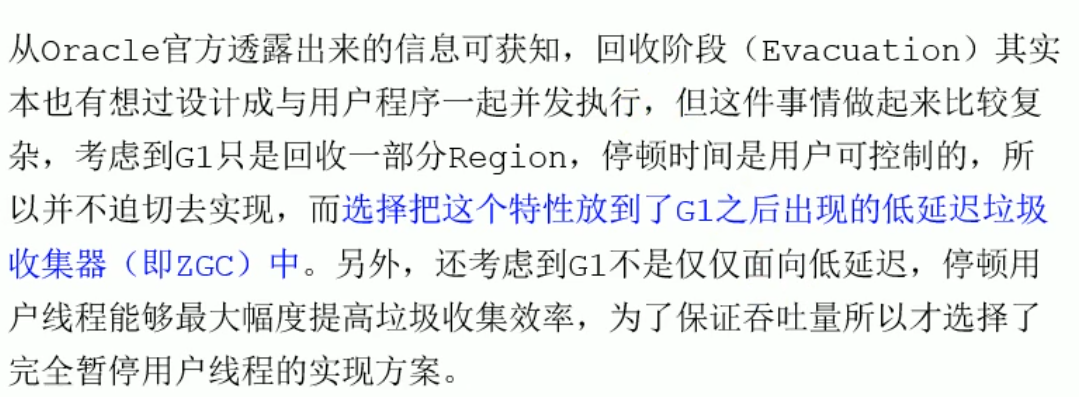 从Oracle官方透露出来的信息可获知，回收阶段（Evacuation）其实
本也有想过设计成与用户程序一起并发执行，但这件事情做起来比较复
杂，考虑到G1只是回收一部分Region，停顿时间是用户可控制的，所
以并不迫切去实现，而选择把这个特性放到了G1之后出现的低延迟垃圾
收集器（即ZGC）中。另外，还考虑到G1不是仅仅面向低延迟，停顿用
户线程能够最大幅度提高垃圾收集效率，为了保证吞吐量所以才选择了
完全暂停用户线程的实现方案。